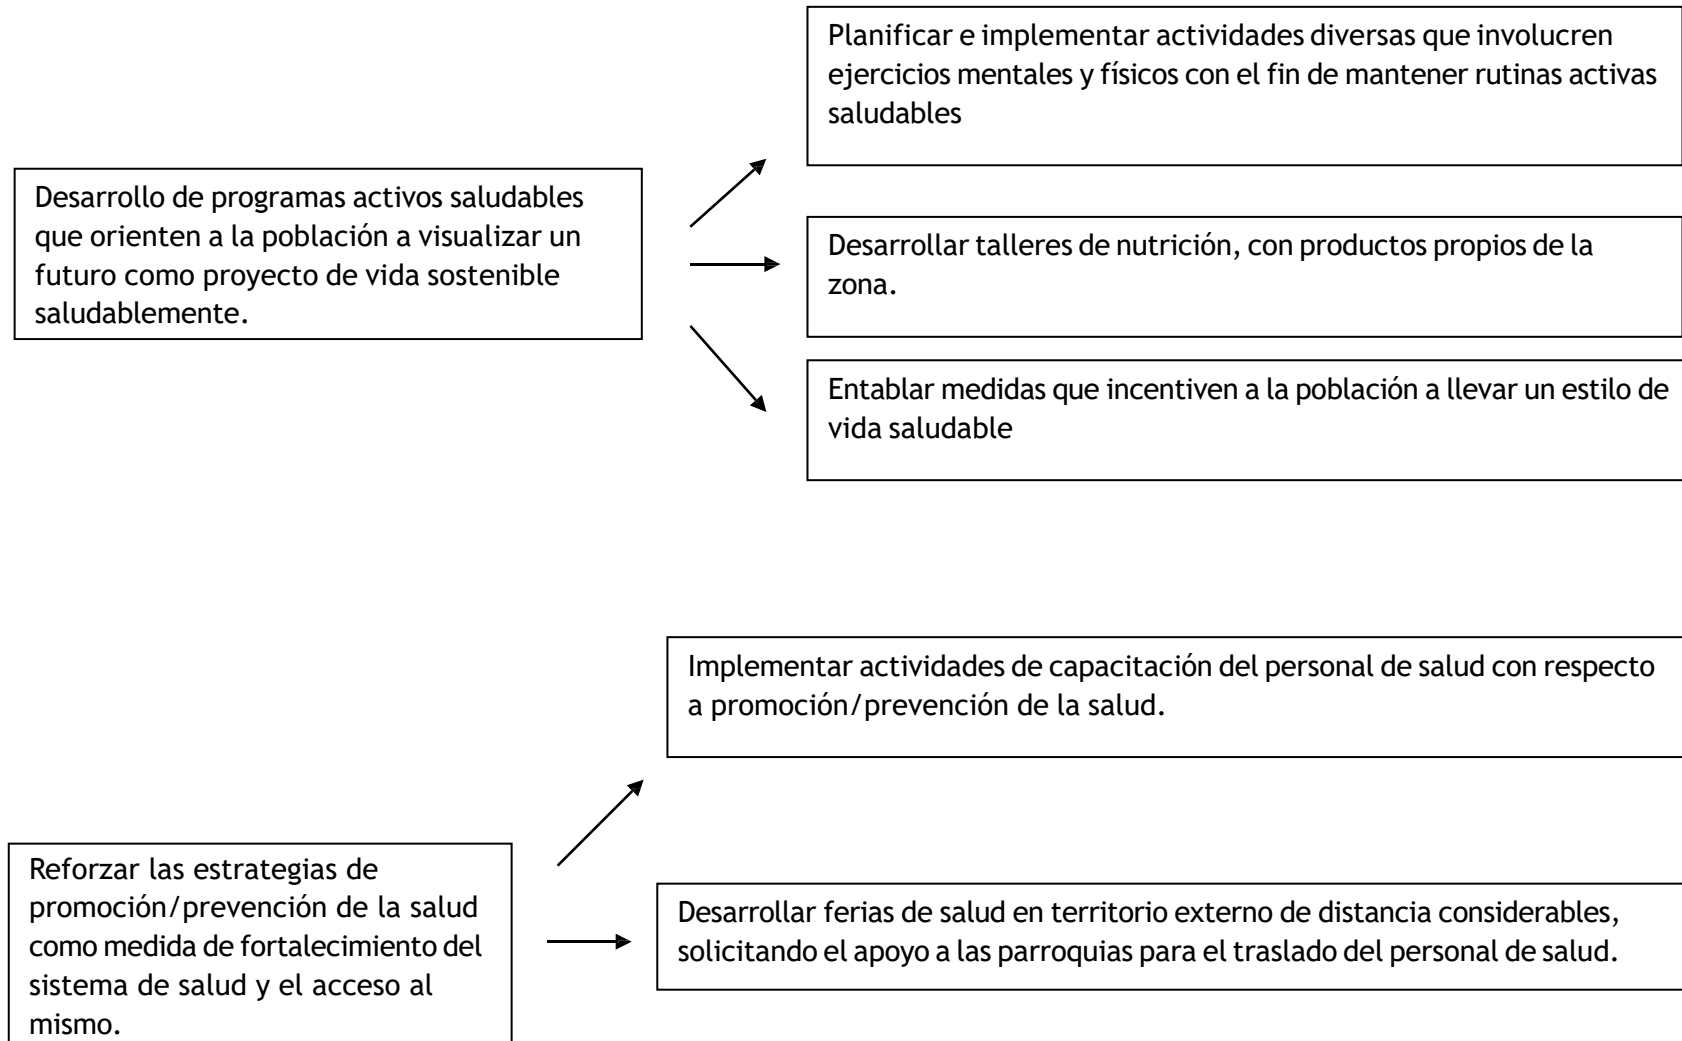 Planificar e implementar actividades diversas que involucren
ejercicios mentales y físicos con el fin de mantener rutinas activas
saludables
Desarrollo de programas activos saludables
que orienten a la población a visualizar un
futuro como proyecto de vida sostenible
saludablemente.
Desarrollar talleres de nutrición, con productos propios de la
zona.
Entablar medidas que incentiven a la población a llevar un estilo de
vida saludable
Implementar actividades de capacitación del personal de salud con respecto
a promoción/prevención de la salud.
Reforzar las estrategias de
promoción/prevención de la salud
como medida de fortalecimiento del
sistema de salud y el acceso al
mismo.
Desarrollar ferias de salud en territorio externo de distancia considerables,
solicitando el apoyo a las parroquias para el traslado del personal de salud.